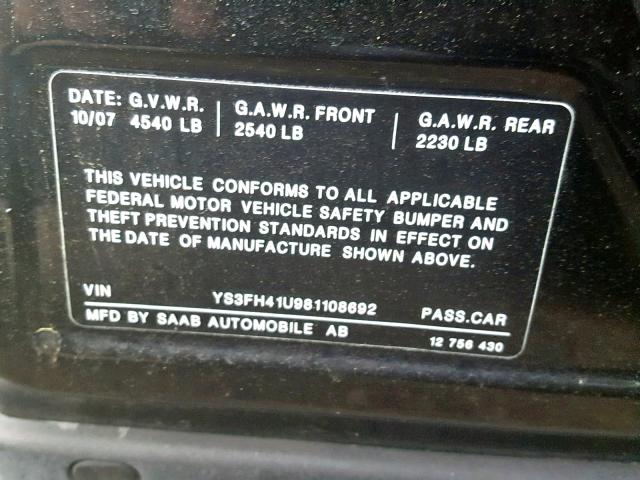 DATE: G.V.W.R. G.A.W.R. FRONT G.A.W.R. REAR
10/07 4540 LB 2540 LB 2230 LB
THIS VEHICLE CONFORMS TO ALL APPLICABLE
FEDERAL MOTOR VEHICLE SAFETY BUMPER AND
THEFT PREVENTION STANDARDS IN EFFECT ON
THE DATE OF MANUFACTURE SHOWN ABOVE.
VIN YS3FH41U981108692 PASS.CAR
MFD BY SAAB AUTOMOBILE AB 12 756 430